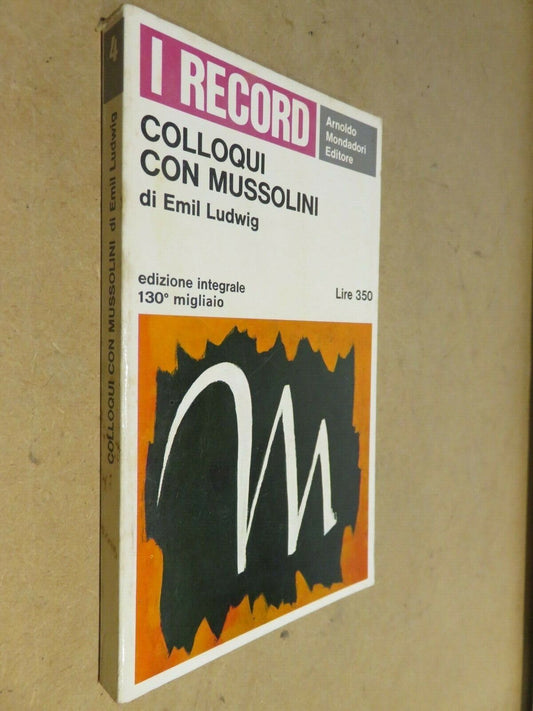 I RECORD
Arnoldo
Mondadori
Editore
COLLOQUI
CON MUSSOLINI
di Emil Ludwig
edizione integrale
130° migliaio
Lire 350
M
4
COLLOQUI CON MUSSOLINI di Emil Ludwig